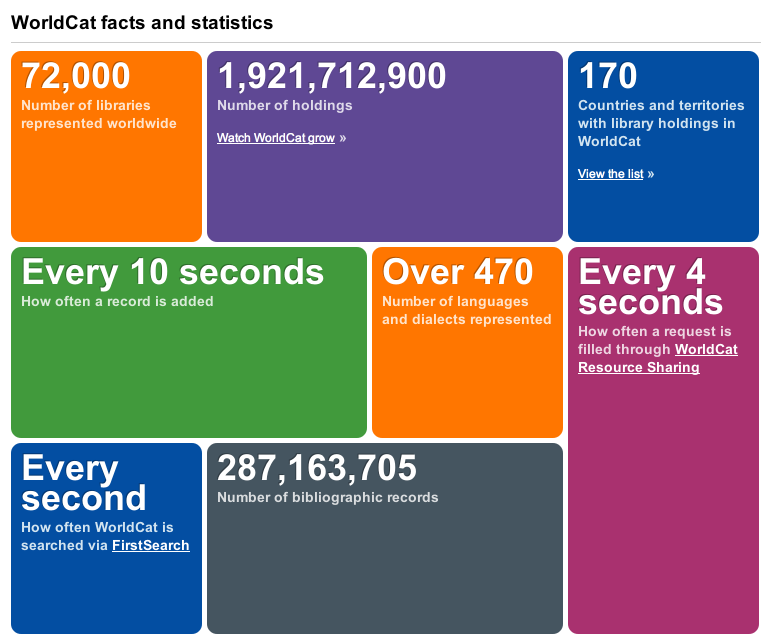 WorldCat facts and statistics
72,000
Number of libraries
represented worldwide
1,921,712,900
Number of holdings
Watch WorldCat grow »
170
Countries and territories
with library holdings in
WorldCat
View the list »
Every 10 seconds
How often a record is added
Over 470
Number of languages
and dialects represented
Every 4
seconds
How often a request is
filled through WorldCat
Resource Sharing
Every
second
How often WorldCat is
searched via FirstSearch
287,163,705
Number of bibliographic records